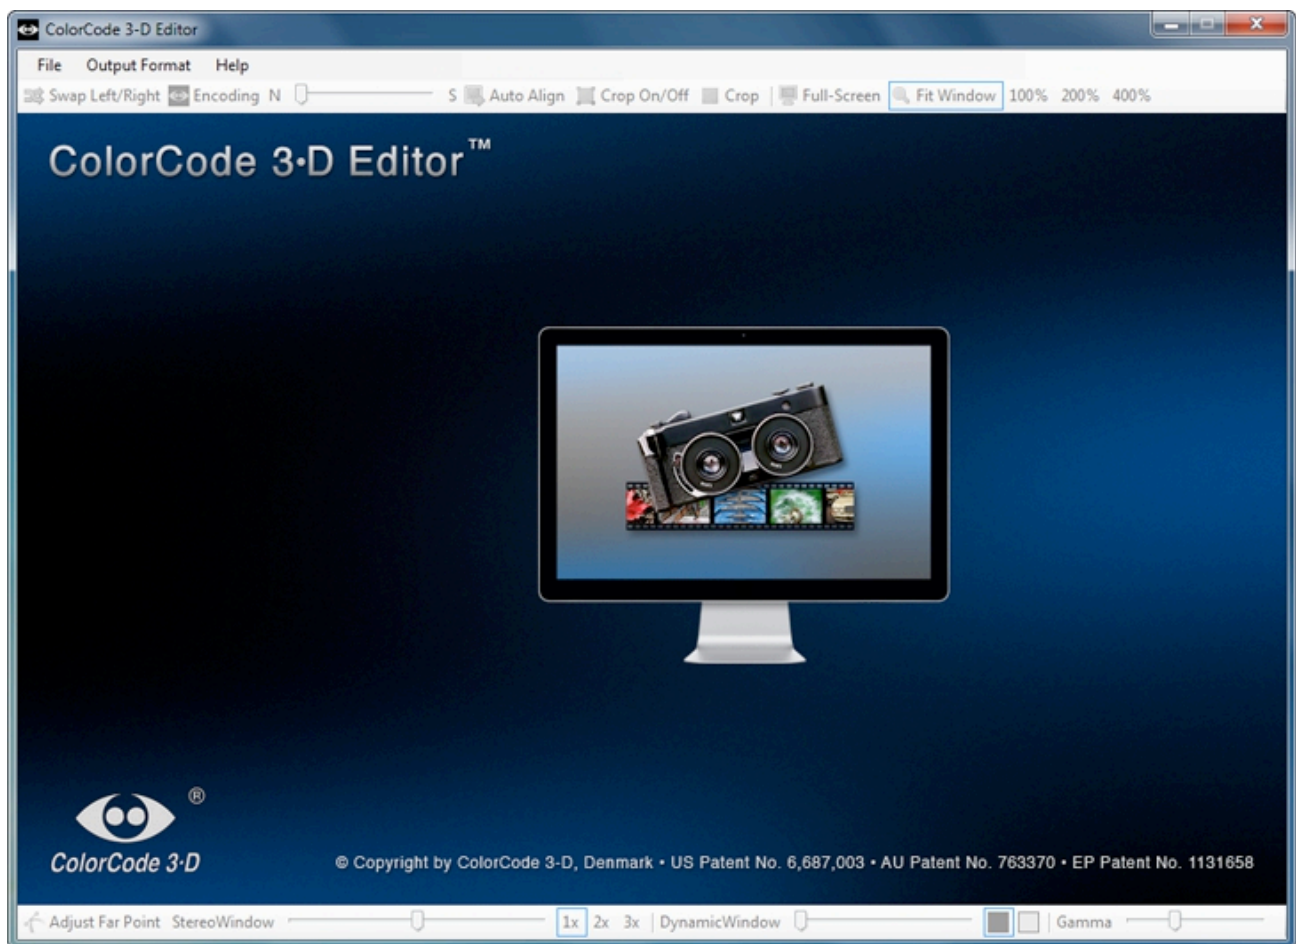 ColorCode 3-D Editor
File Output Format Help
Swap Left/Right Encoding N S Auto Align Crop On/Off Crop Full-Screen Fit Window 100% 200% 400%
ColorCode 3•D Editor™
®
ColorCode 3·D
© Copyright by ColorCode 3-D, Denmark • US Patent No. 6,687,003 • AU Patent No. 763370 • EP Patent No. 1131658
Adjust Far Point StereoWindow 1x 2x 3x DynamicWindow Gamma